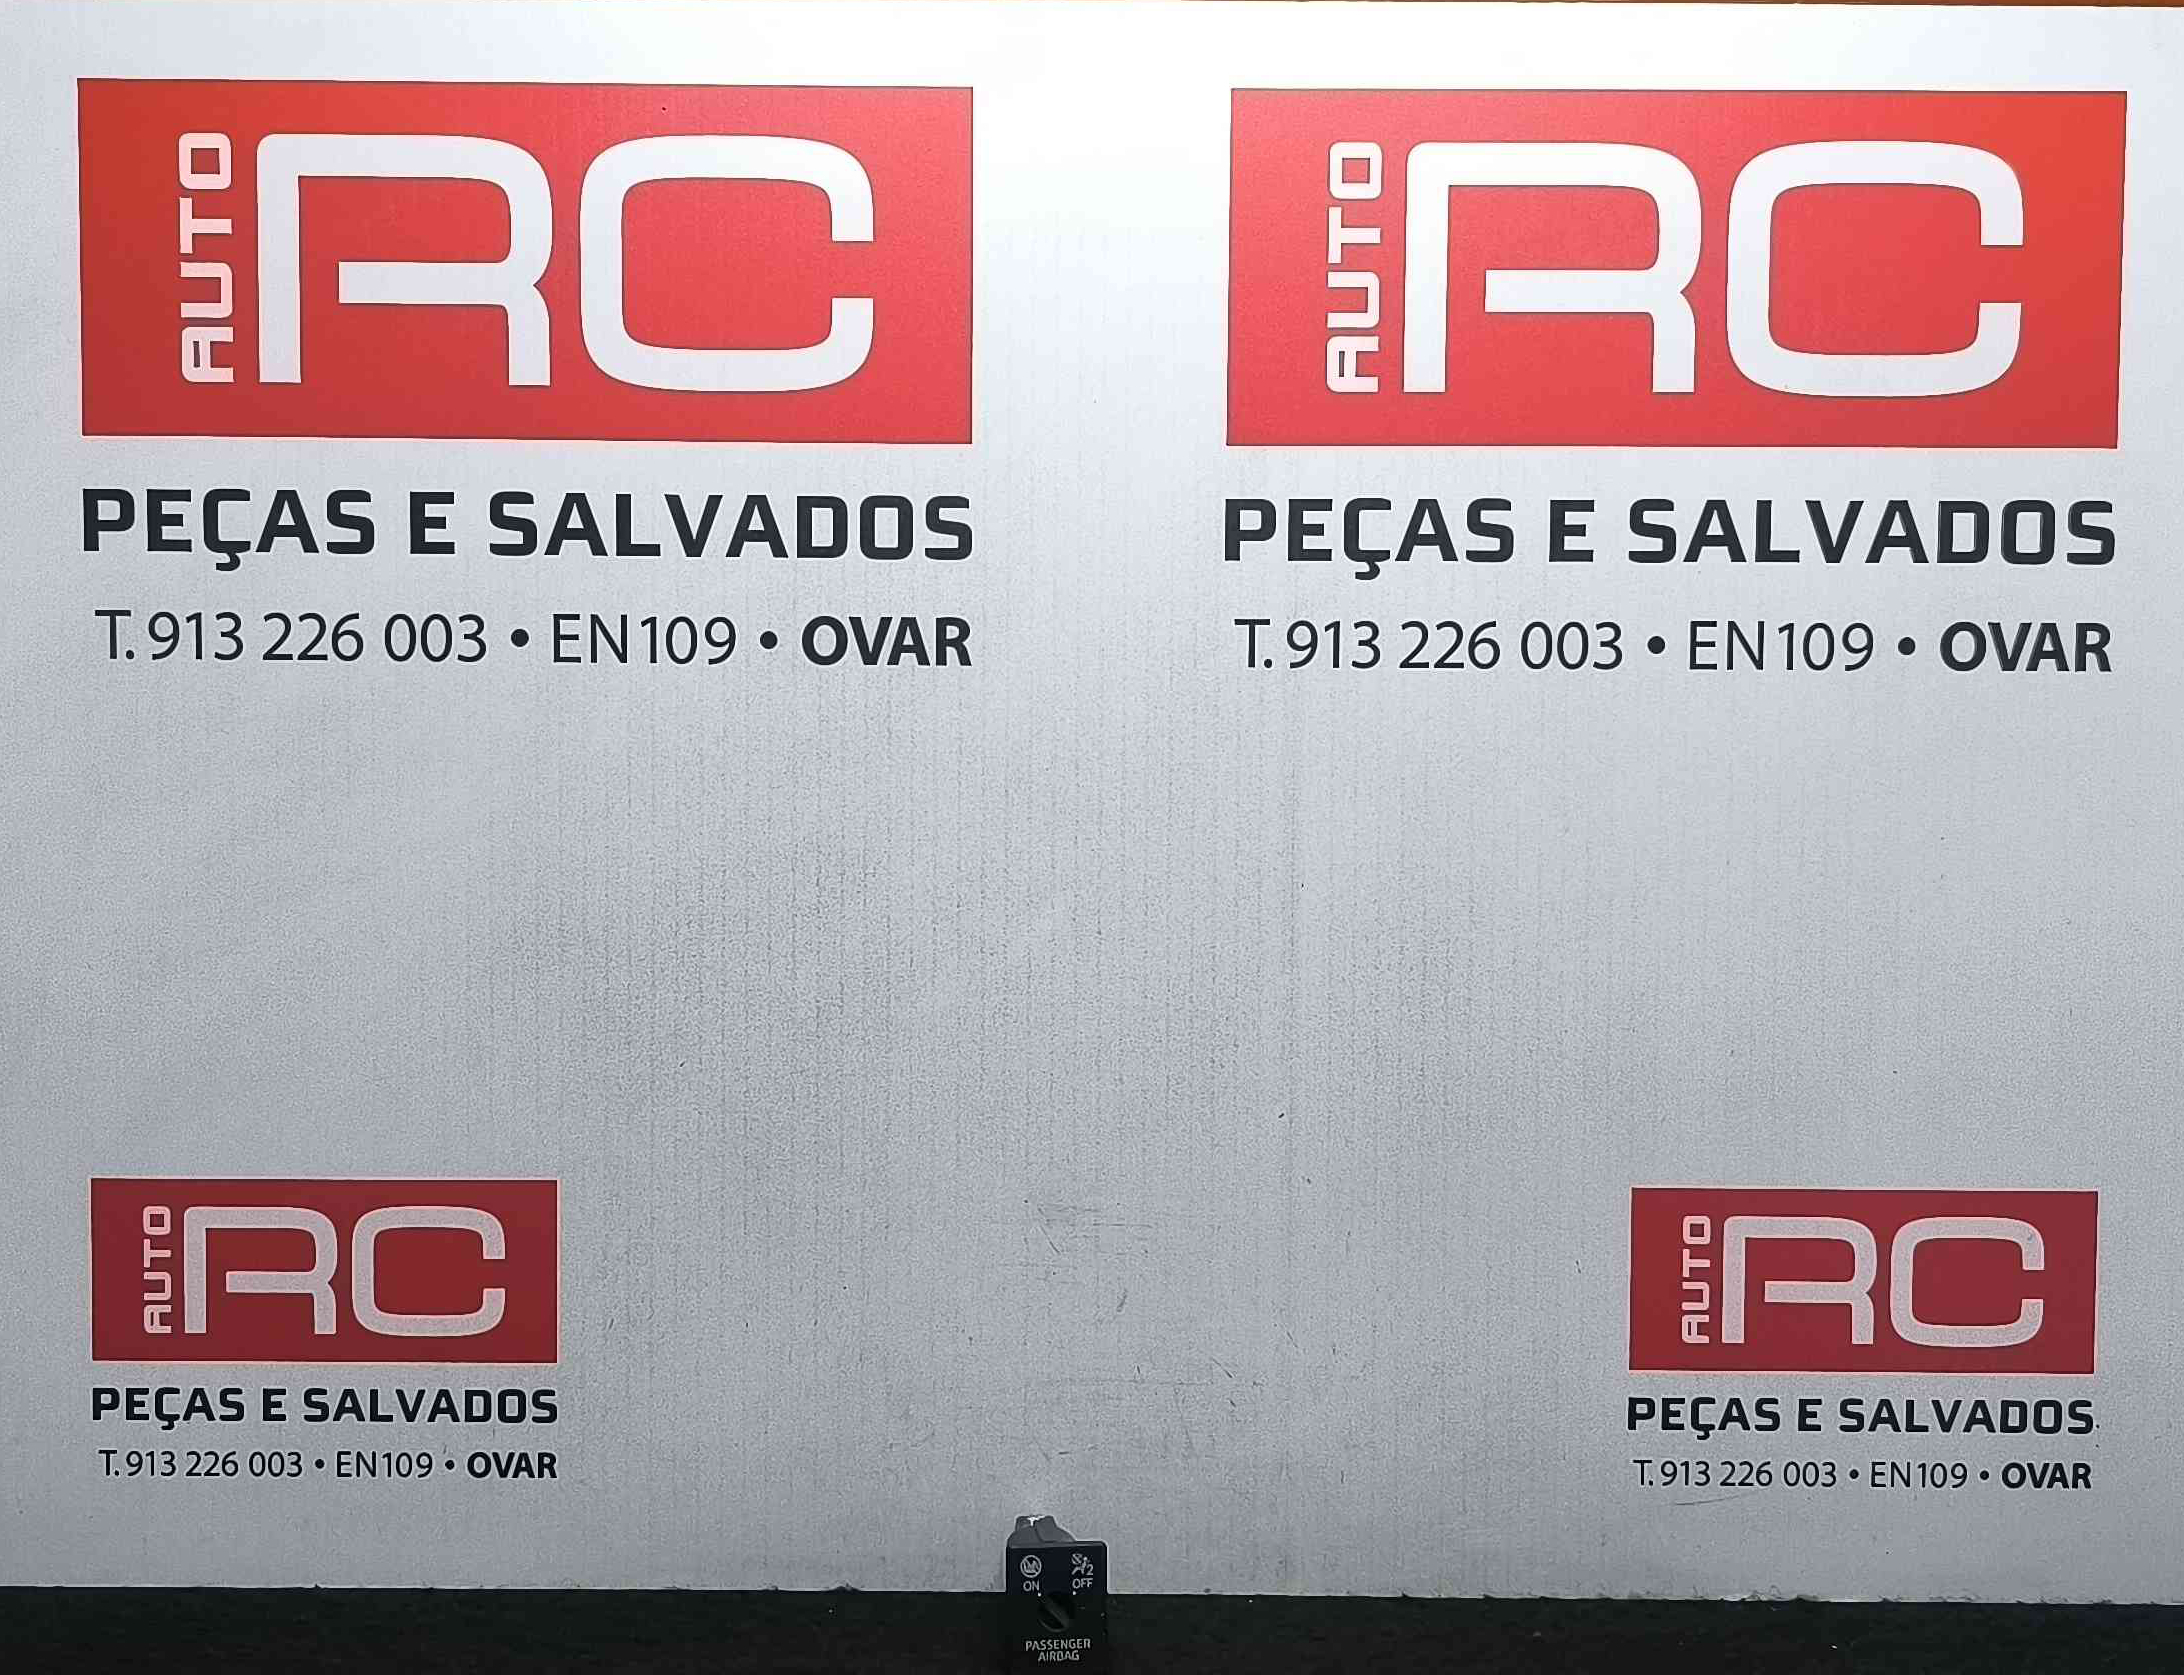 AUTO RC
PEÇAS E SALVADOS
T. 913 226 003 • EN109 • OVAR
AUTO RC
PEÇAS E SALVADOS
T. 913 226 003 • EN109 • OVAR
AUTO RC
PEÇAS E SALVADOS
T. 913 226 003 • EN109 • OVAR
AUTO RC
PEÇAS E SALVADOS
T. 913 226 003 • EN109 • OVAR
2
ON OFF
PASSENGER
AIRBAG